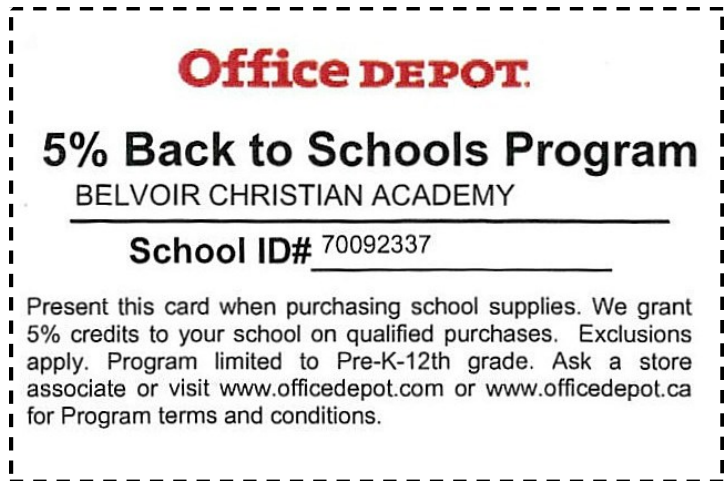 Office DEPOT.
5% Back to Schools Program
BELVOIR CHRISTIAN ACADEMY
School ID# 70092337
Present this card when purchasing school supplies. We grant
5% credits to your school on qualified purchases. Exclusions
apply. Program limited to Pre-K-12th grade. Ask a store
associate or visit www.officedepot.com or www.officedepot.ca
for Program terms and conditions.